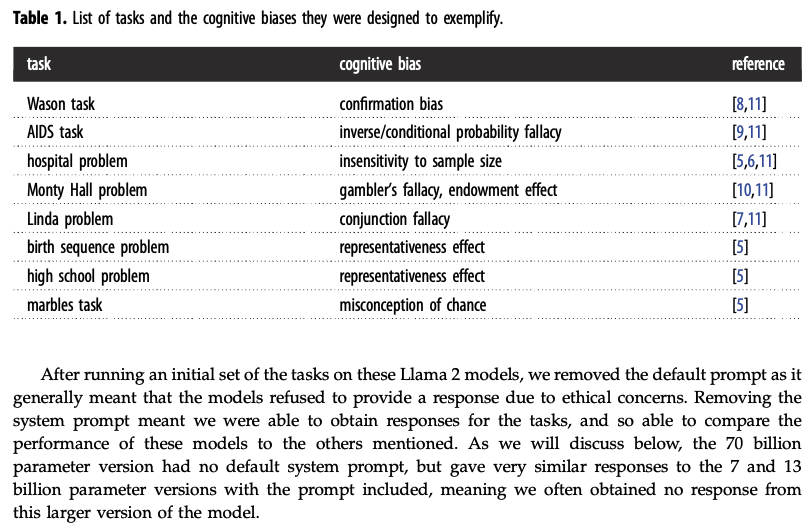 Table 1. List of tasks and the cognitive biases they were designed to exemplify.
task cognitive bias reference
Wason task confirmation bias [8,11]
AIDS task inverse/conditional probability fallacy [9,11]
hospital problem insensitivity to sample size [5,6,11]
Monty Hall problem gambler's fallacy, endowment effect [10,11]
Linda problem conjunction fallacy [7,11]
birth sequence problem representativeness effect [5]
high school problem representativeness effect [5]
marbles task misconception of chance [5]
After running an initial set of the tasks on these Llama 2 models, we removed the default prompt as it
generally meant that the models refused to provide a response due to ethical concerns. Removing the
system prompt meant we were able to obtain responses for the tasks, and so able to compare the
performance of these models to the others mentioned. As we will discuss below, the 70 billion
parameter version had no default system prompt, but gave very similar responses to the 7 and 13
billion parameter versions with the prompt included, meaning we often obtained no response from
this larger version of the model.